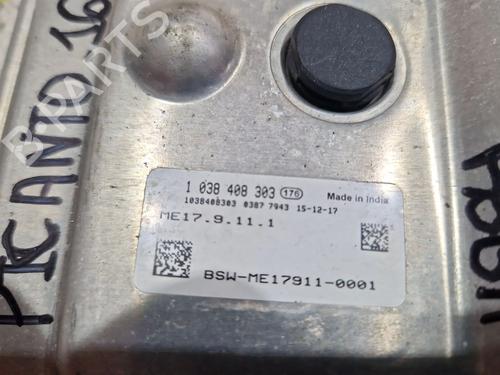 PICANTO 16
B PARTS
1 038 408 303 176 Made in India
1038408303 0387 7943 15-12-17
ME17.9.11.1
BSW-ME17911-0001